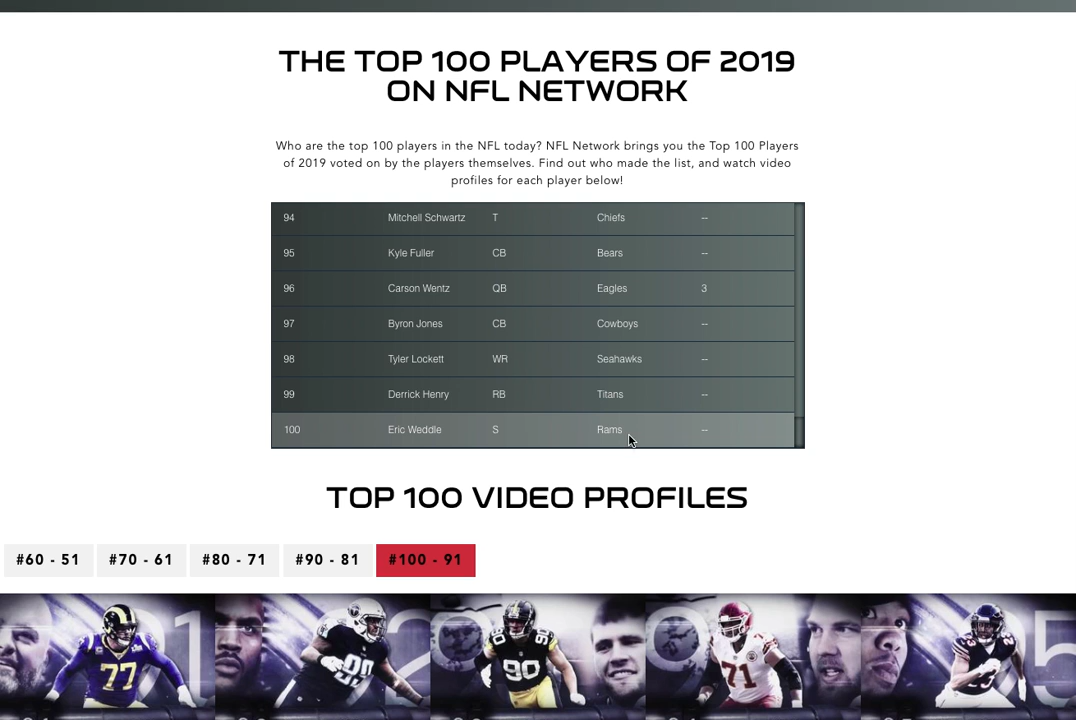 THE TOP 100 PLAYERS OF 2019
ON NFL NETWORK
Who are the top 100 players in the NFL today? NFL Network brings you the Top 100 Players
of 2019 voted on by the players themselves. Find out who made the list, and watch video
profiles for each player below!
94 Mitchell Schwartz T Chiefs --
95 Kyle Fuller CB Bears --
96 Carson Wentz QB Eagles 3
97 Byron Jones CB Cowboys --
98 Tyler Lockett WR Seahawks --
99 Derrick Henry RB Titans --
100 Eric Weddle S Rams --
TOP 100 VIDEO PROFILES
#60 - 51 #70 - 61 #80 - 71 #90 - 81 #100 - 91
77 99 90 71 23